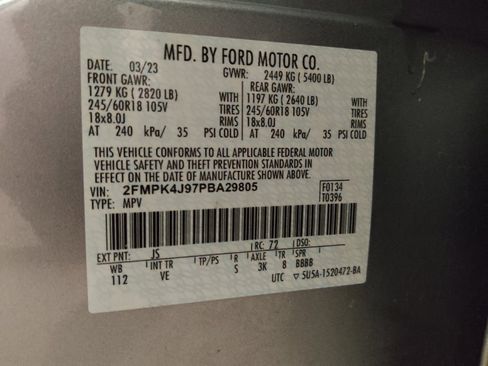 MFD. BY FORD MOTOR CO.
DATE: 03/23 GVWR: 2449 KG ( 5400 LB)
FRONT GAWR: REAR GAWR:
1279 KG ( 2820 LB) WITH 1197 KG ( 2640 LB) WITH
245/60R18 105V TIRES 245/60R18 105V TIRES
18x8.0J RIMS 18x8.0J RIMS
AT 240 kPa/ 35 PSI COLD AT 240 kPa/ 35 PSI COLD
THIS VEHICLE CONFORMS TO ALL APPLICABLE FEDERAL MOTOR
VEHICLE SAFETY AND THEFT PREVENTION STANDARDS IN
EFFECT ON THE DATE OF MANUFACTURE SHOWN ABOVE.
VIN: 2FMPK4J97PBA29805 F0134
TYPE: MPV T0396
EXT PNT: JS RC: 72 DSO:
WB INT TR TP/PS R AXLE TR SPR
112 VE S 3K 8 BBBB
UTC ▽ 5U5A-1520472-BA